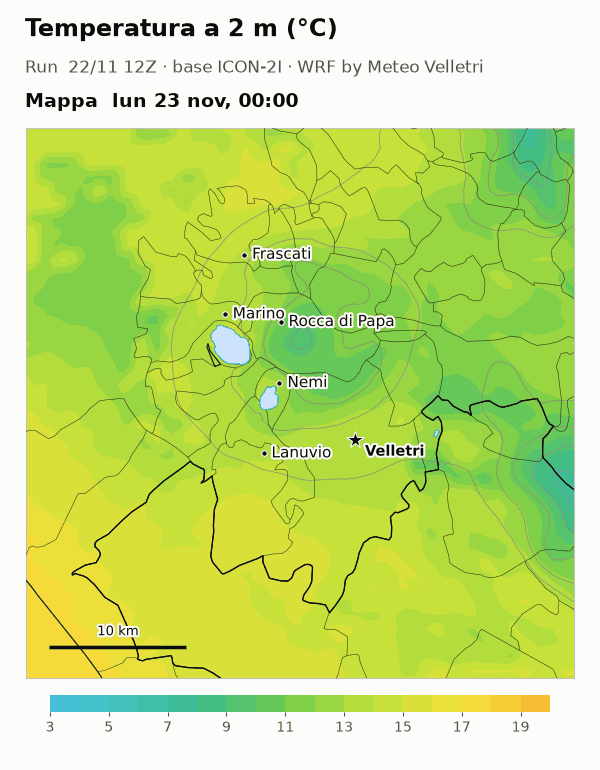 Temperatura a 2 m (°C)
Run 22/11 12Z · base ICON-2I · WRF by Meteo Velletri
Mappa lun 23 nov, 00:00
Frascati
Marino
Rocca di Papa
Nemi
Velletri
Lanuvio
10 km
3 5 7 9 11 13 15 17 19